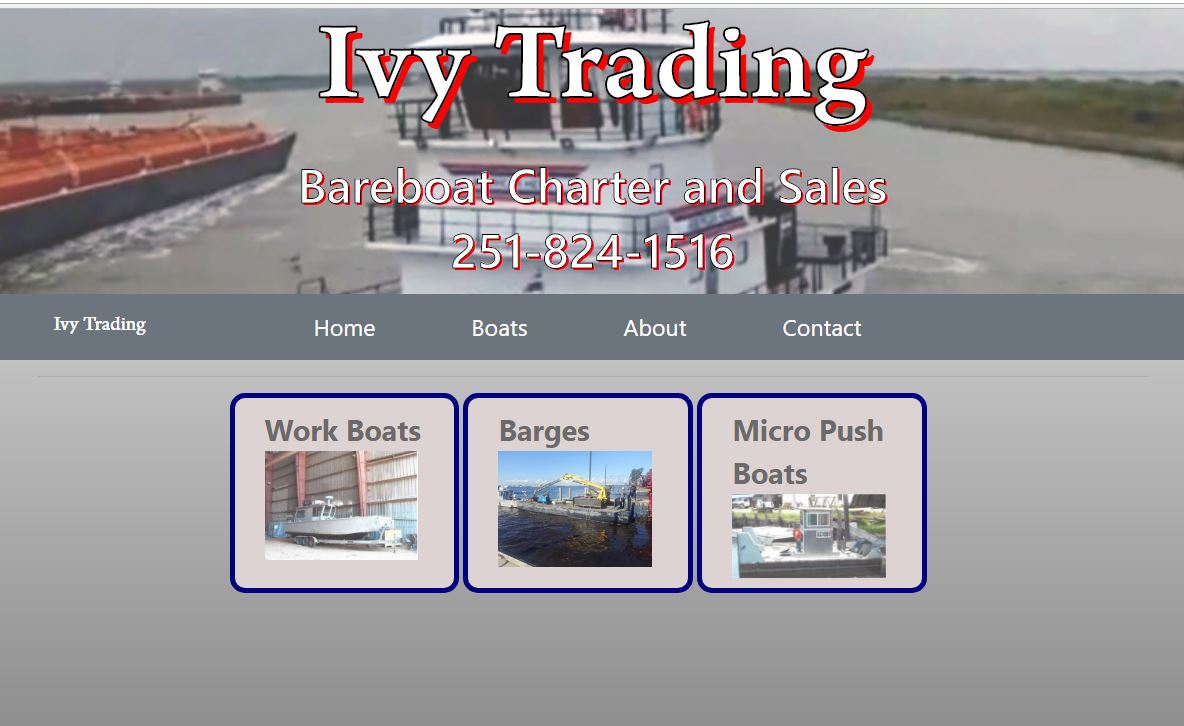 Ivy Trading
Bareboat Charter and Sales
251-824-1516
Ivy Trading Home Boats About Contact
Work Boats
Barges
Micro Push
Boats